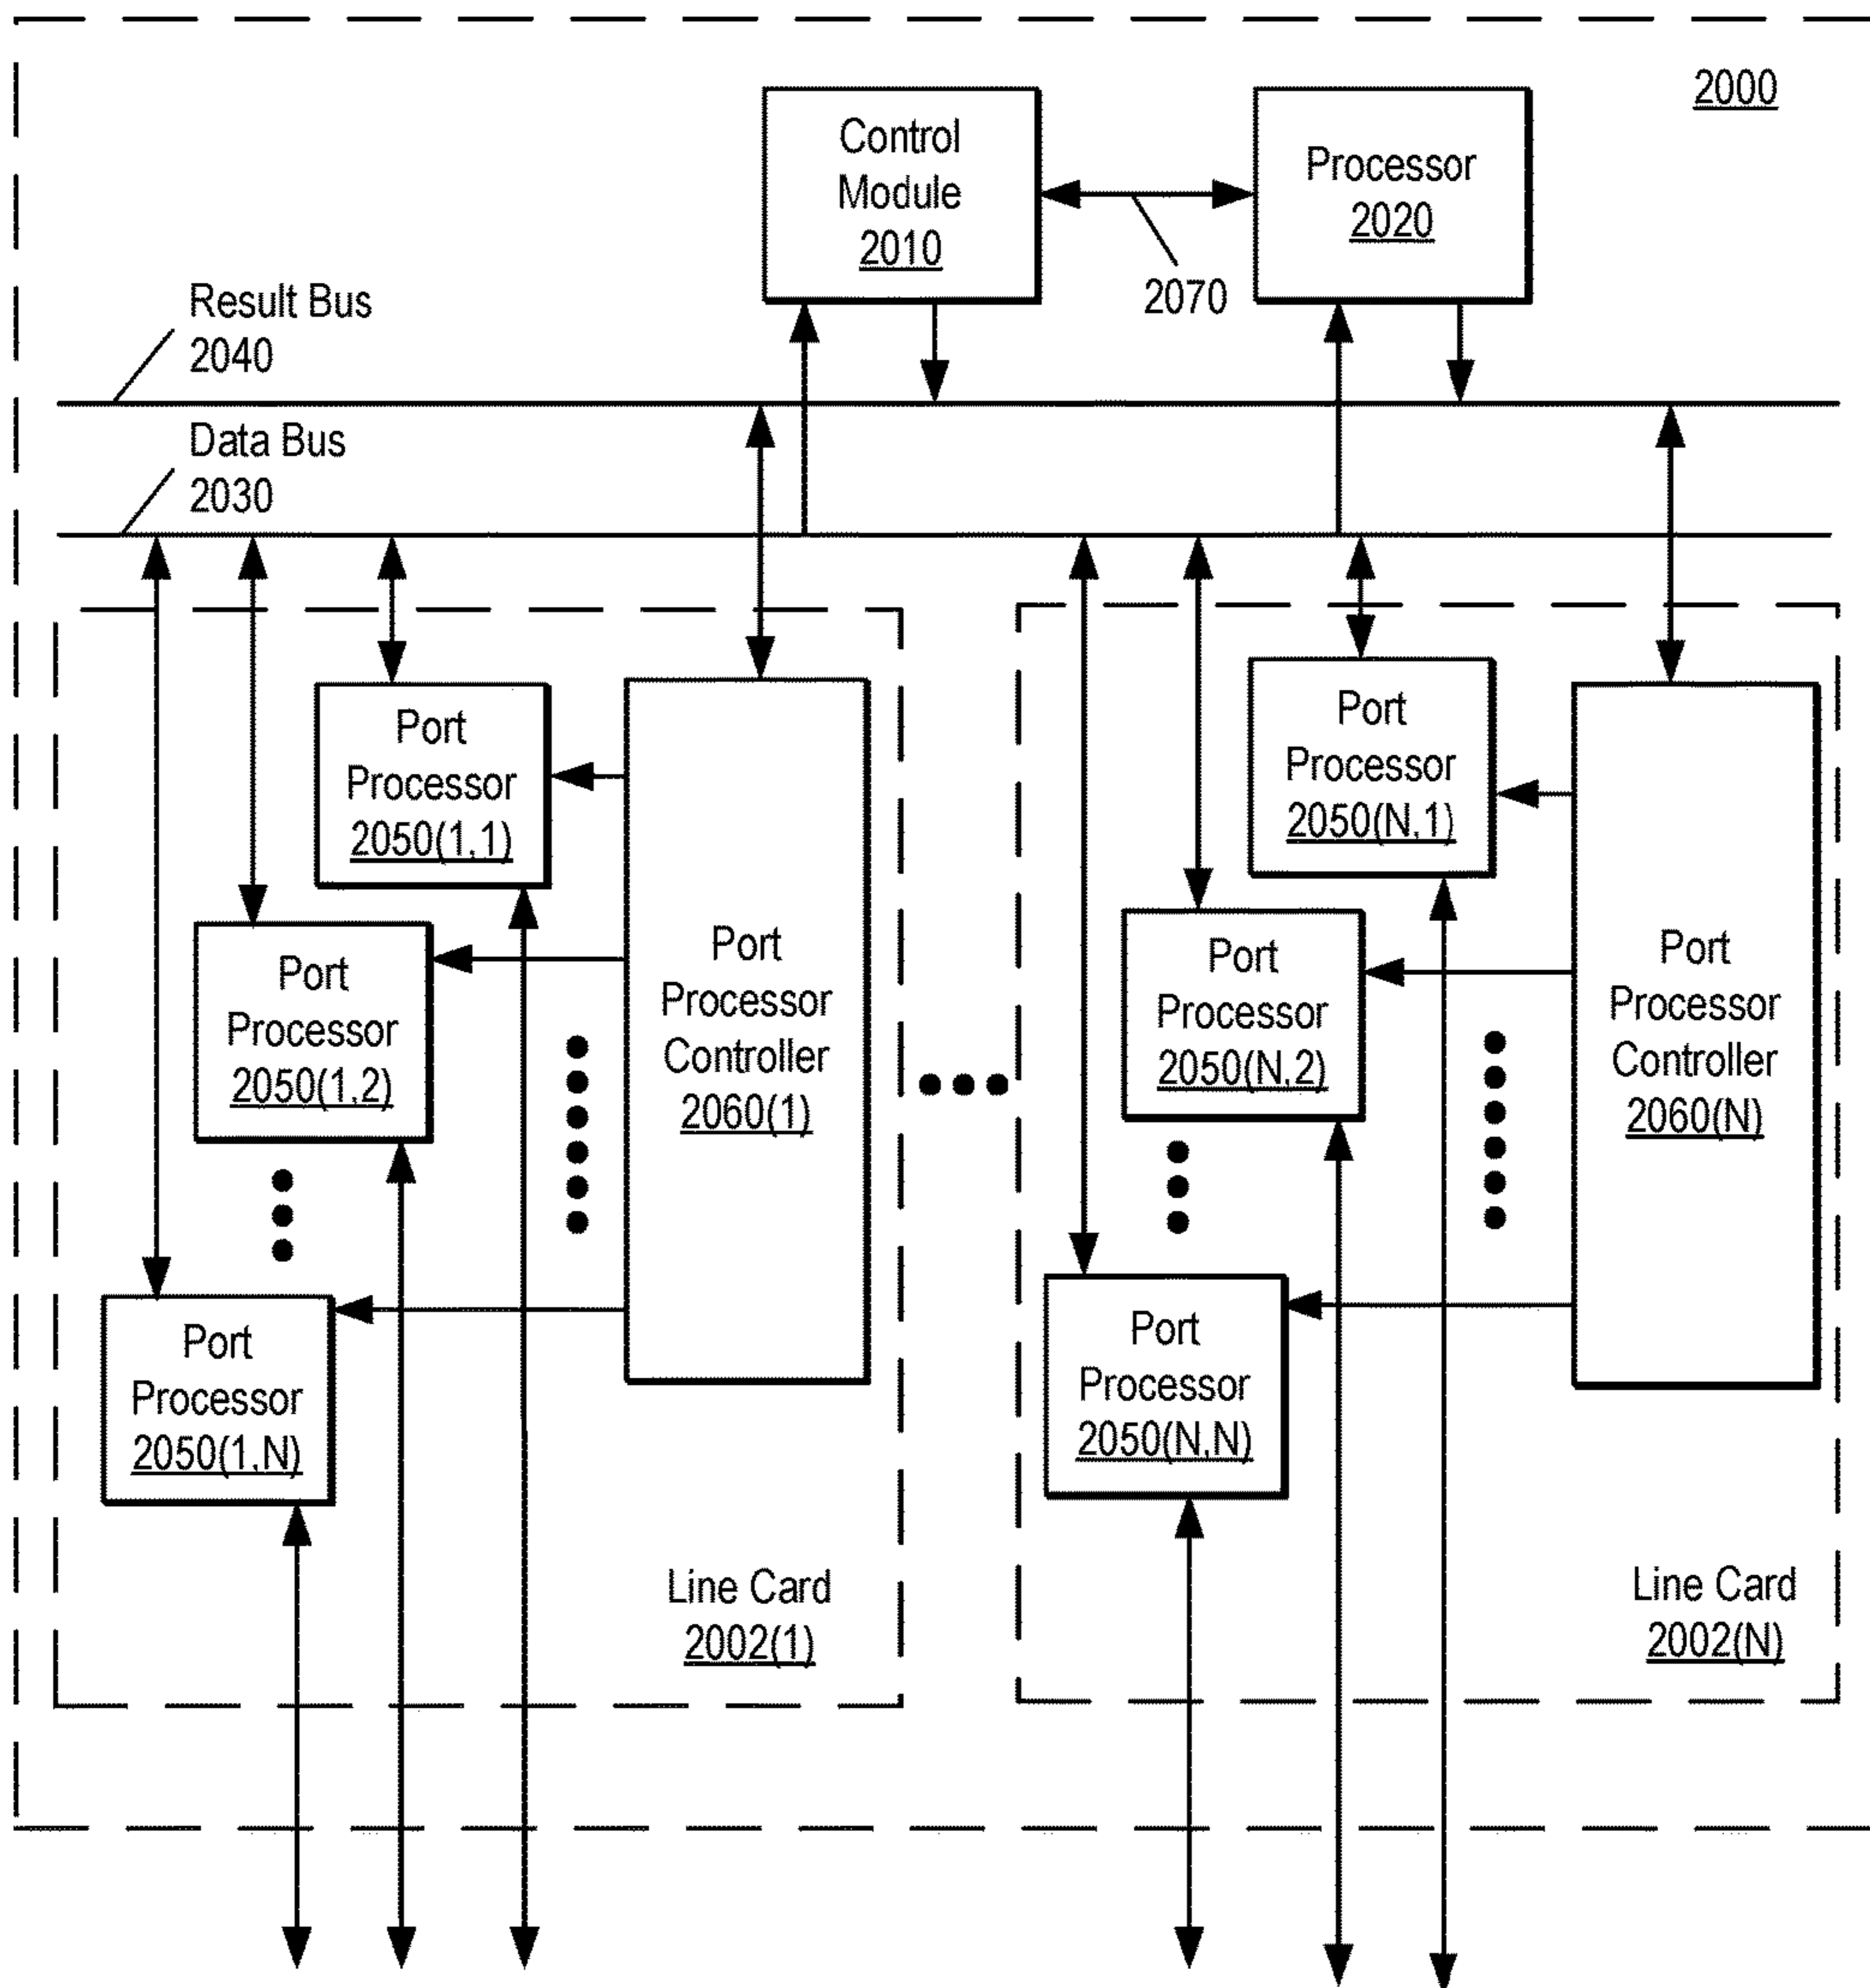 2000
Control
Module
2010
Processor
2020
2070
Result Bus
2040
Data Bus
2030
Port
Processor
2050(1,1)
Port
Processor
2050(1,2)
Port
Processor
2050(1,N)
Port
Processor
Controller
2060(1)
Line Card
2002(1)
Port
Processor
2050(N,1)
Port
Processor
2050(N,2)
Port
Processor
2050(N,N)
Port
Processor
Controller
2060(N)
Line Card
2002(N)